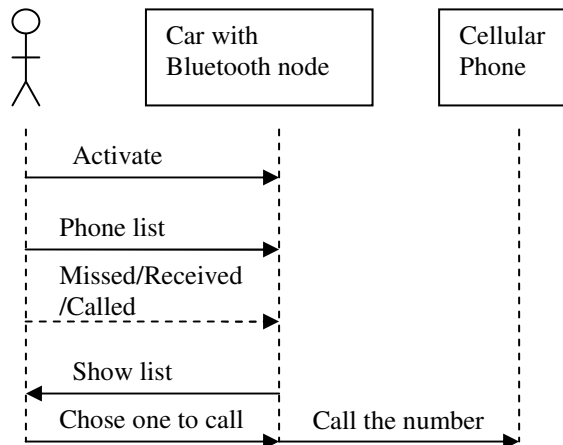 Car with
Bluetooth node
Cellular
Phone
Activate
Phone list
Missed/Received
/Called
Show list
Chose one to call
Call the number